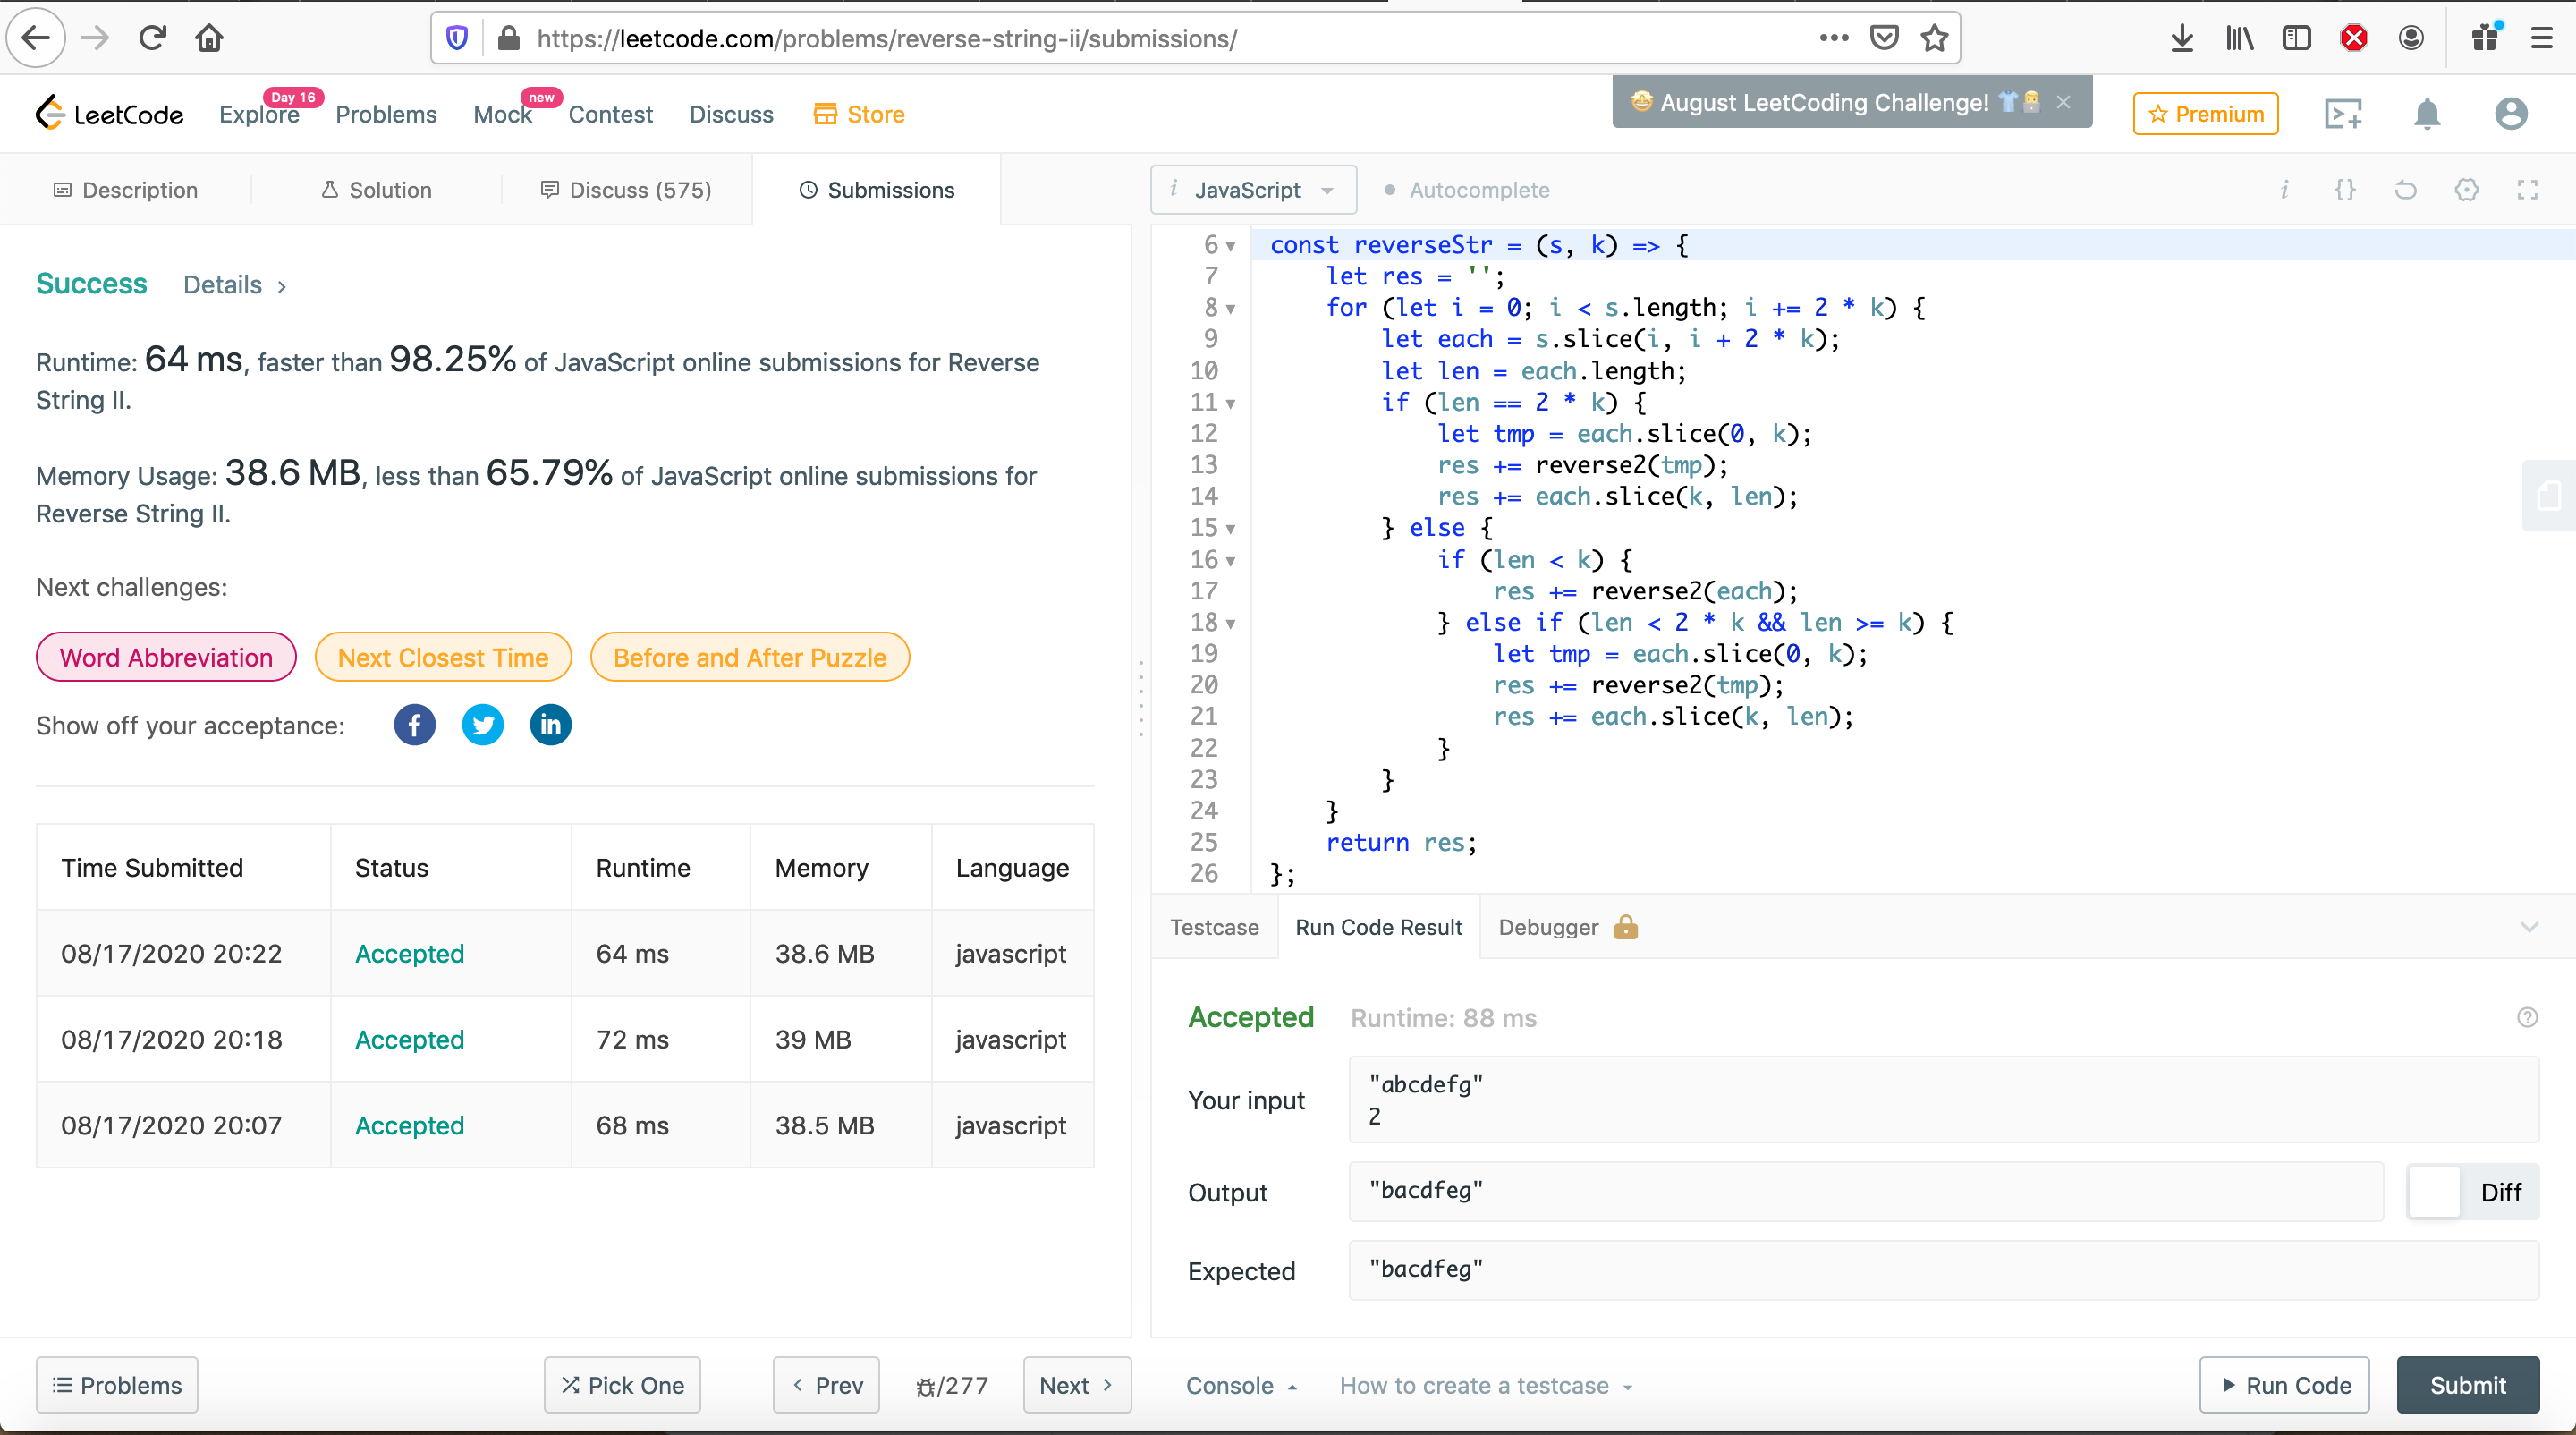 https://leetcode.com/problems/reverse-string-ii/submissions/
LeetCode
Explore
Day 16
Problems
Mock
new
Contest
Discuss
Store
August LeetCoding Challenge!
Premium
Description
Solution
Discuss (575)
Submissions
i JavaScript
Autocomplete
Success
Details
Runtime: 64 ms, faster than 98.25% of JavaScript online submissions for Reverse
String II.
Memory Usage: 38.6 MB, less than 65.79% of JavaScript online submissions for
Reverse String II.
Next challenges:
Word Abbreviation
Next Closest Time
Before and After Puzzle
Show off your acceptance:
Time Submitted Status Runtime Memory Language
08/17/2020 20:22 Accepted 64 ms 38.6 MB javascript
08/17/2020 20:18 Accepted 72 ms 39 MB javascript
08/17/2020 20:07 Accepted 68 ms 38.5 MB javascript
Problems
Pick One
Prev
/277
Next
6 const reverseStr = (s, k) => {
7 let res = '';
8 for (let i = 0; i < s.length; i += 2 * k) {
9 let each = s.slice(i, i + 2 * k);
10 let len = each.length;
11 if (len == 2 * k) {
12 let tmp = each.slice(0, k);
13 res += reverse2(tmp);
14 res += each.slice(k, len);
15 } else {
16 if (len < k) {
17 res += reverse2(each);
18 } else if (len < 2 * k && len >= k) {
19 let tmp = each.slice(0, k);
20 res += reverse2(tmp);
21 res += each.slice(k, len);
22 }
23 }
24 }
25 return res;
26 };
Testcase
Run Code Result
Debugger
Accepted
Runtime: 88 ms
Your input
"abcdefg"
2
Output
"bacdfeg"
Diff
Expected
"bacdfeg"
Console
How to create a testcase
Run Code
Submit